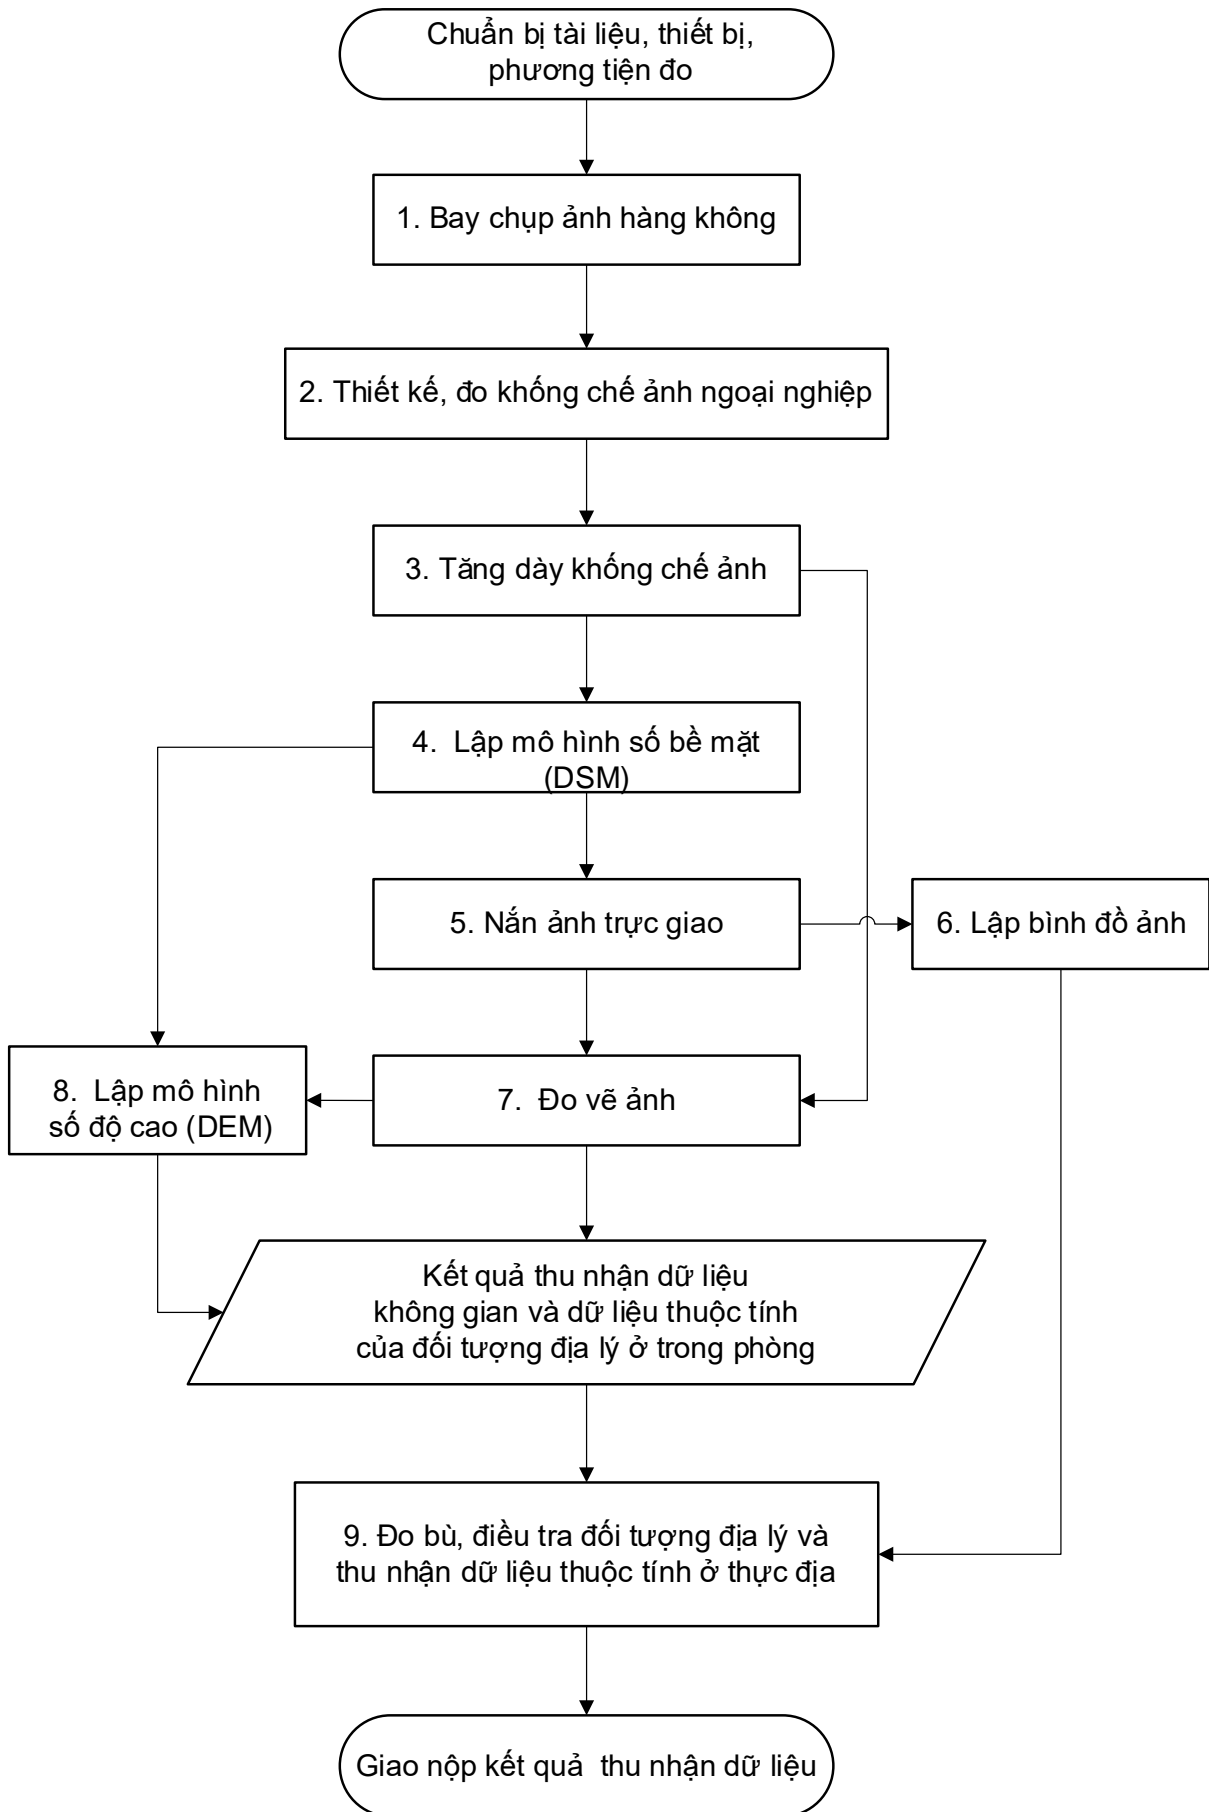 Chuẩn bị tài liệu, thiết bị,
phương tiện đo
1. Bay chụp ảnh hàng không
2. Thiết kế, đo khống chế ảnh ngoại nghiệp
3. Tăng dày khống chế ảnh
4. Lập mô hình số bề mặt
(DSM)
5. Nắn ảnh trực giao
6. Lập bình đồ ảnh
7. Đo vẽ ảnh
8. Lập mô hình
số độ cao (DEM)
Kết quả thu nhận dữ liệu
không gian và dữ liệu thuộc tính
của đối tượng địa lý ở trong phòng
9. Đo bù, điều tra đối tượng địa lý và
thu nhận dữ liệu thuộc tính ở thực địa
Giao nộp kết quả thu nhận dữ liệu